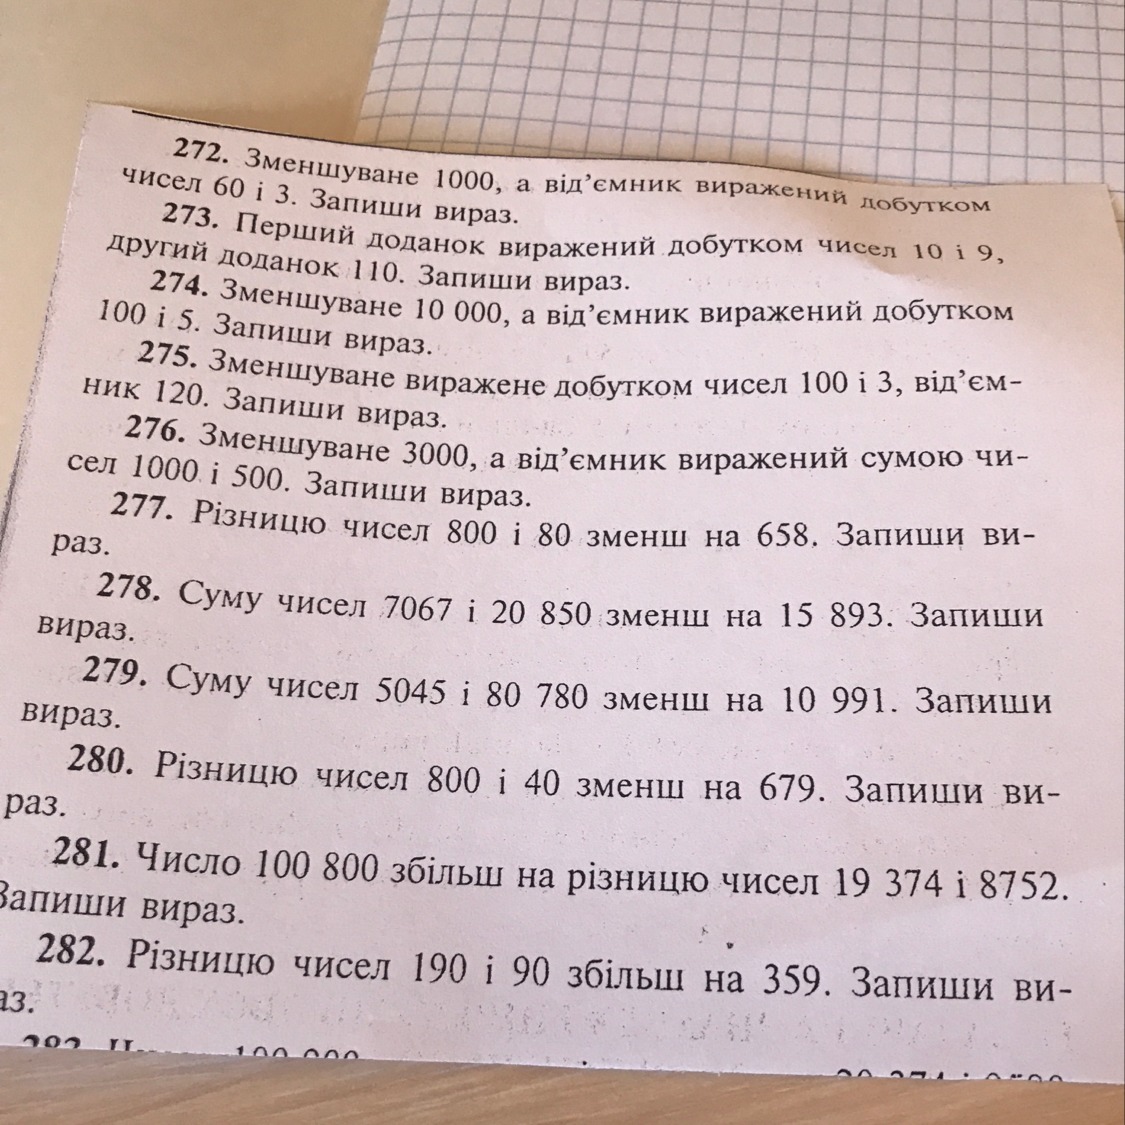 272. Зменшуване 1000, а від’ємник виражений добутком
чисел 60 і 3. Запиши вираз.
273. Перший доданок виражений добутком чисел 10 і 9,
другий доданок 110. Запиши вираз.
274. Зменшуване 10 000, а від’ємник виражений добутком
100 і 5. Запиши вираз.
275. Зменшуване виражене добутком чисел 100 і 3, від’єм-
ник 120. Запиши вираз.
276. Зменшуване 3000, а від’ємник виражений сумою чи-
сел 1000 і 500. Запиши вираз.
277. Різницю чисел 800 і 80 зменш на 658. Запиши ви-
раз.
278. Суму чисел 7067 і 20 850 зменш на 15 893. Запиши
вираз.
279. Суму чисел 5045 і 80 780 зменш на 10 991. Запиши
вираз.
280. Різницю чисел 800 і 40 зменш на 679. Запиши ви-
раз.
281. Число 100 800 збільш на різницю чисел 19 374 і 8752.
Запиши вираз.
282. Різницю чисел 190 і 90 збільш на 359. Запиши ви-
аз.